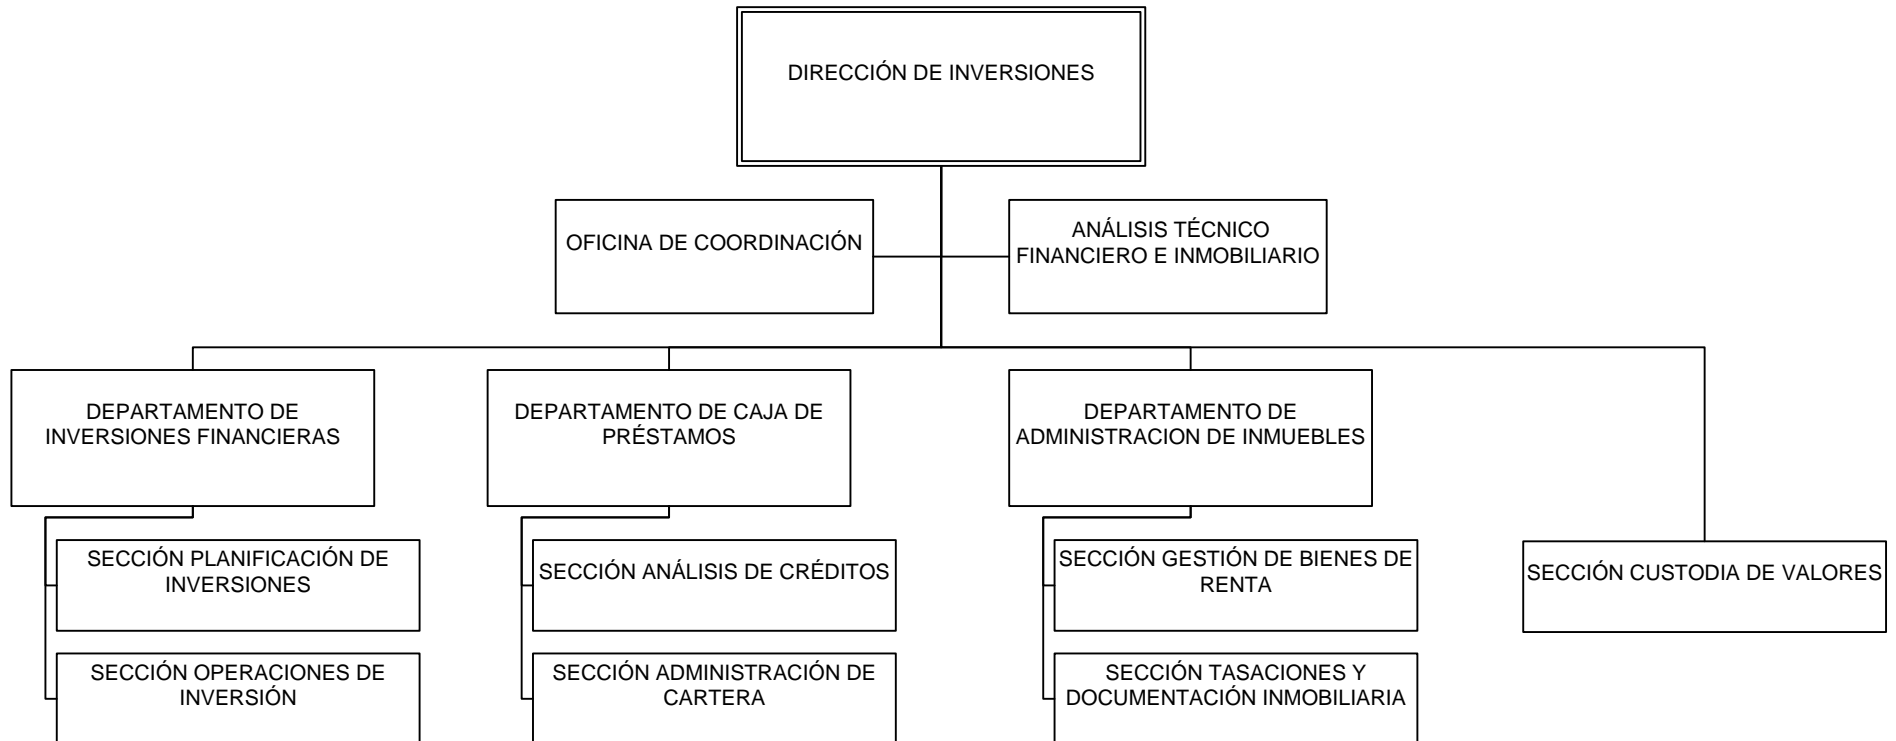 DIRECCIÓN DE INVERSIONES
OFICINA DE COORDINACIÓN
ANÁLISIS TÉCNICO
FINANCIERO E INMOBILIARIO
DEPARTAMENTO DE
INVERSIONES FINANCIERAS
DEPARTAMENTO DE CAJA DE
PRÉSTAMOS
DEPARTAMENTO DE
ADMINISTRACION DE INMUEBLES
SECCIÓN PLANIFICACIÓN DE
INVERSIONES
SECCIÓN ANÁLISIS DE CRÉDITOS
SECCIÓN GESTIÓN DE BIENES DE
RENTA
SECCIÓN CUSTODIA DE VALORES
SECCIÓN OPERACIONES DE
INVERSIÓN
SECCIÓN ADMINISTRACIÓN DE
CARTERA
SECCIÓN TASACIONES Y
DOCUMENTACIÓN INMOBILIARIA